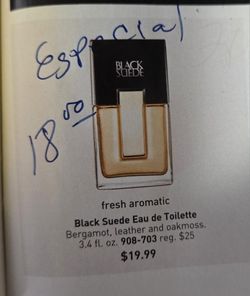 Especial
18 00
BLACK
SUEDE
fresh aromatic
Black Suede Eau de Toilette
Bergamot, leather and oakmoss.
3.4 fl. oz. 908-703 reg. $25
$19.99